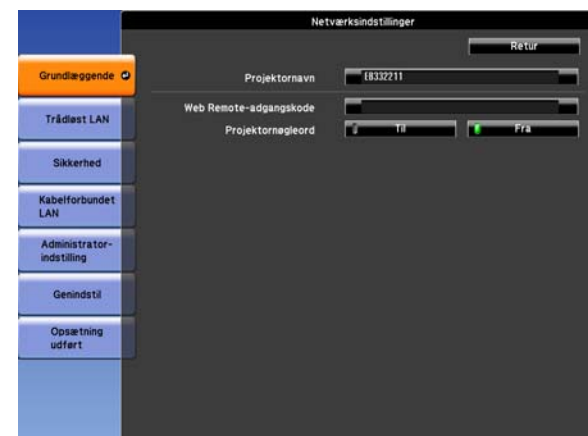 Netværksindstillinger
Retur
Grundlæggende
Projektornavn
EB332211
Trådløst LAN
Web Remote-adgangskode
Projektornøgleord
Til
Fra
Sikkerhed
Kabelforbundet
LAN
Administrator-
indstilling
Genindstil
Opsætning
udført